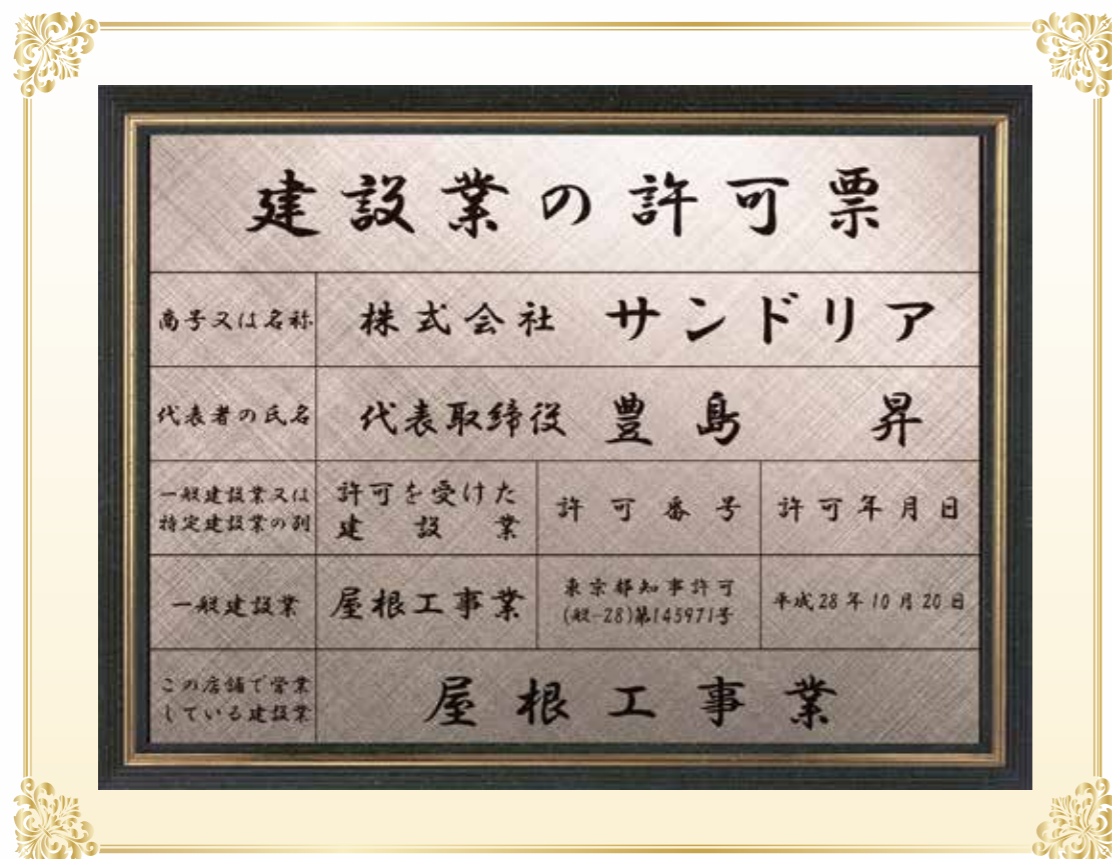 建設業の許可票
商号又は名称 株式会社 サンドリア
代表者の氏名 代表取締役 豊島 昇
一般建設業又は
特定建設業の別
許可を受けた
建設業
許可番号
許可年月日
一般建設業
屋根工事業
東京都知事許可
(般-28)第145971号
平成28年10月20日
この店舗で営業
している建設業
屋根工事業